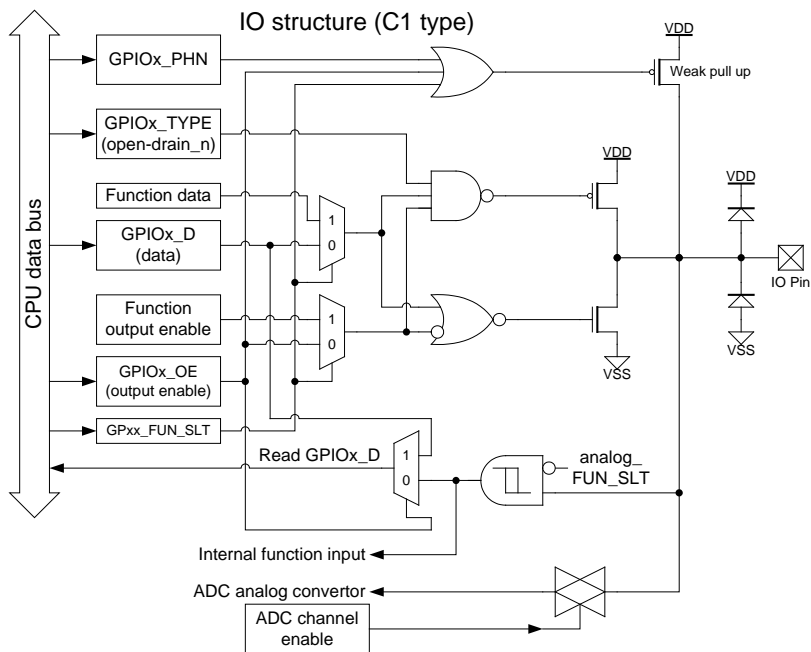 IO structure (C1 type)
CPU data bus
GPIOx_PHN
VDD
Weak pull up
GPIOx_TYPE
(open-drain_n)
VDD
VDD
Function data
1
0
GPIOx_D
(data)
IO Pin
Function
output enable
1
0
VSS
VSS
GPIOx_OE
(output enable)
GPxx_FUN_SLT
Read GPIOx_D
1
0
analog_
FUN_SLT
Internal function input
ADC analog convertor
ADC channel
enable